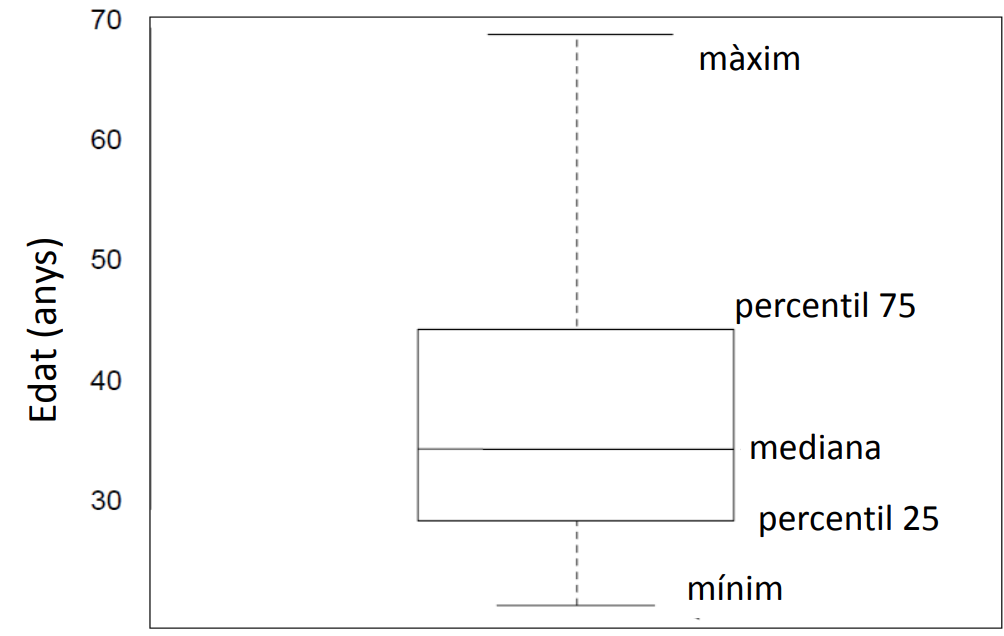 70
màxim
60
50
percentil 75
Edat (anys)
40
mediana
30
percentil 25
mínim